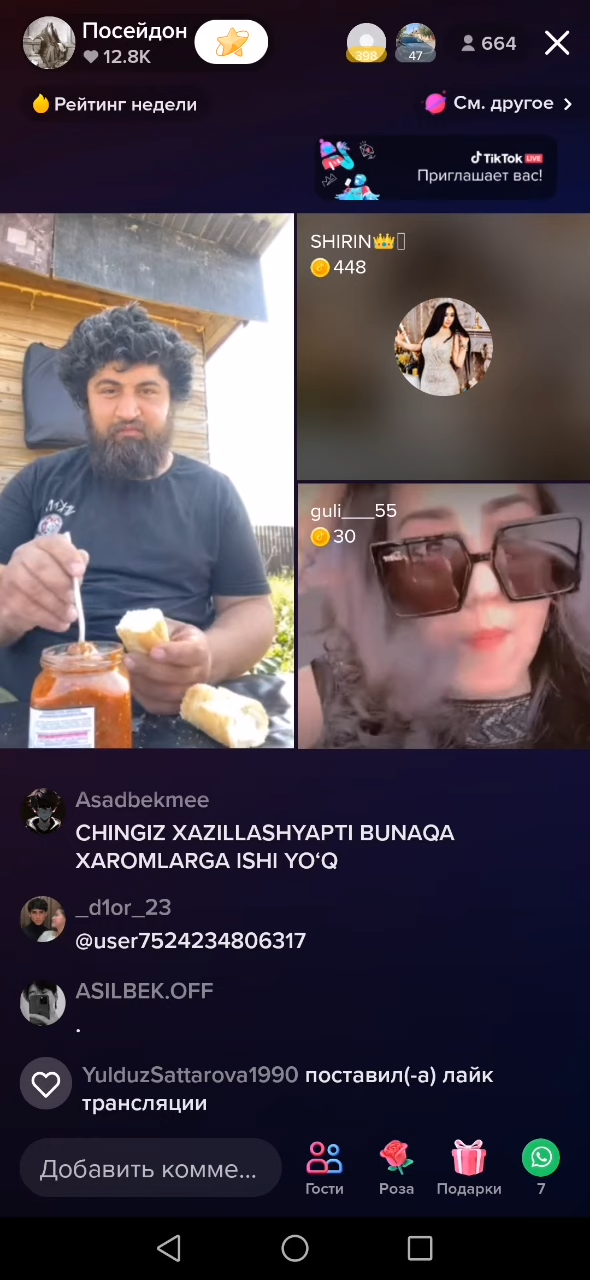 Посейдон
12.8K
398
47
664
Рейтинг недели
См. другое
TikTok LIVE
Приглашает вас!
SHIRIN👑
448
guli___55
30
Asadbekmee
CHINGIZ XAZILLASHYAPTI BUNAQA
XAROMLARGA ISHI YO‘Q
_d1or_23
@user7524234806317
ASILBEK.OFF
.
YulduzSattarova1990 поставил(-а) лайк
трансляции
Добавить комме...
Гости
Роза
Подарки
7